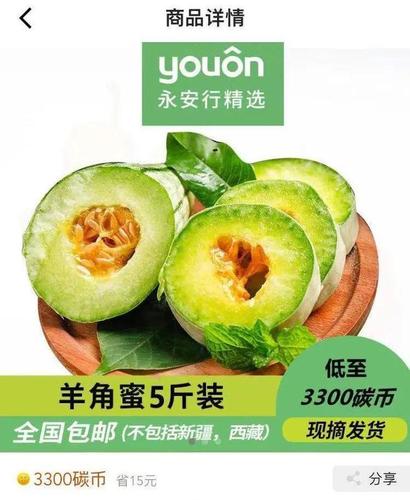 商品详情
youôn
永安行精选
羊角蜜5斤装
低至
3300碳币
全国包邮(不包括新疆，西藏)
现摘发货
3300碳币 省15元
分享